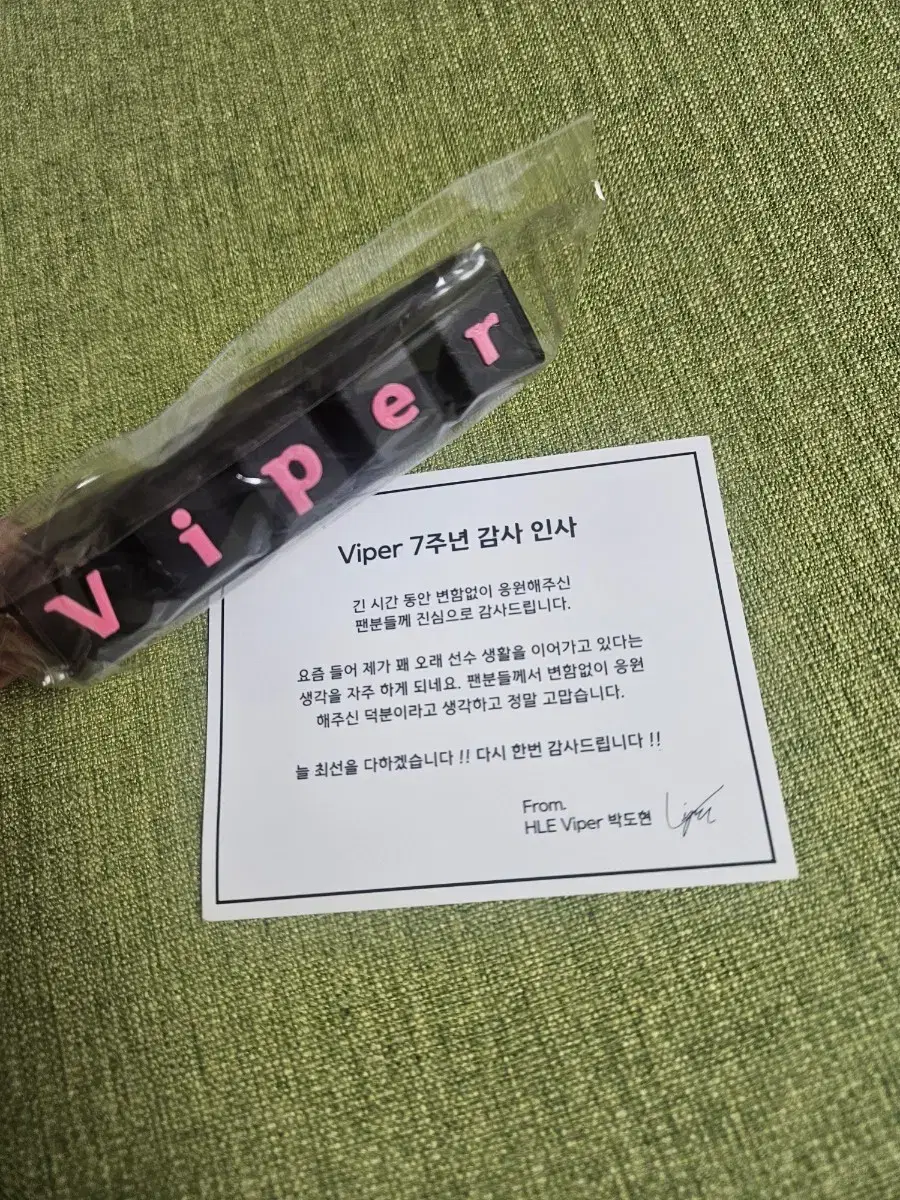 Viper
Viper 7주년 감사 인사
긴 시간 동안 변함없이 응원해주신
팬분들께 진심으로 감사드립니다.
요즘 들어 제가 꽤 오래 선수 생활을 이어가고 있다는
생각을 자주 하게 되네요. 팬분들께서 변함없이 응원
해주신 덕분이라고 생각하고 정말 고맙습니다.
늘 최선을 다하겠습니다 !! 다시 한번 감사드립니다 !!
From.
HLE Viper 박도현 Viper